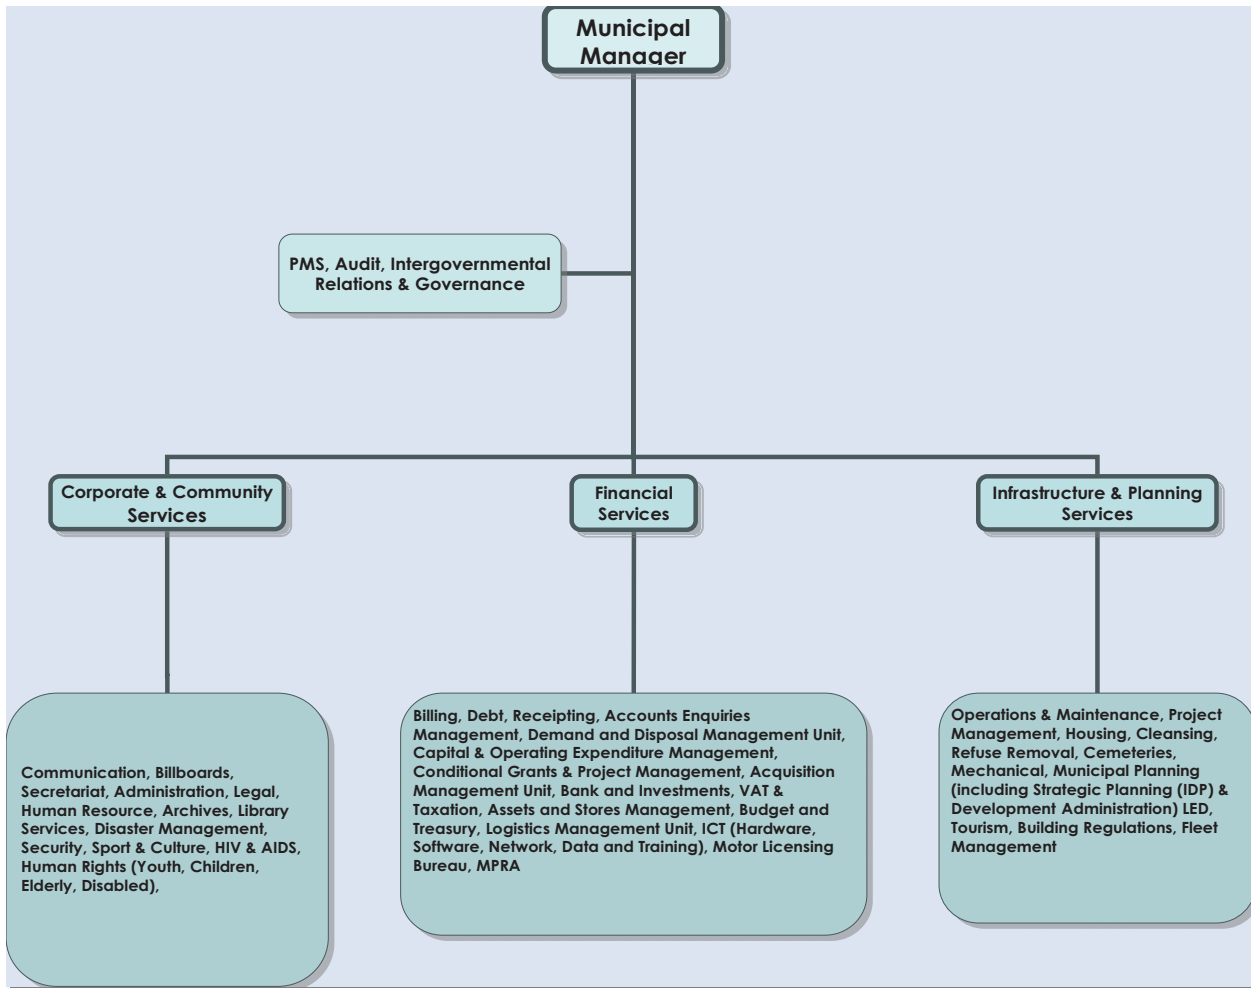 Municipal
Manager
PMS, Audit, Intergovernmental
Relations & Governance
Corporate & Community
Services
Financial
Services
Infrastructure & Planning
Services
Communication, Billboards,
Secretariat, Administration, Legal,
Human Resource, Archives, Library
Services, Disaster Management,
Security, Sport & Culture, HIV & AIDS,
Human Rights (Youth, Children,
Elderly, Disabled),
Billing, Debt, Receipting, Accounts Enquiries
Management, Demand and Disposal Management Unit,
Capital & Operating Expenditure Management,
Conditional Grants & Project Management, Acquisition
Management Unit, Bank and Investments, VAT &
Taxation, Assets and Stores Management, Budget and
Treasury, Logistics Management Unit, ICT (Hardware,
Software, Network, Data and Training), Motor Licensing
Bureau, MPRA
Operations & Maintenance, Project
Management, Housing, Cleansing,
Refuse Removal, Cemeteries,
Mechanical, Municipal Planning
(including Strategic Planning (IDP) &
Development Administration) LED,
Tourism, Building Regulations, Fleet
Management